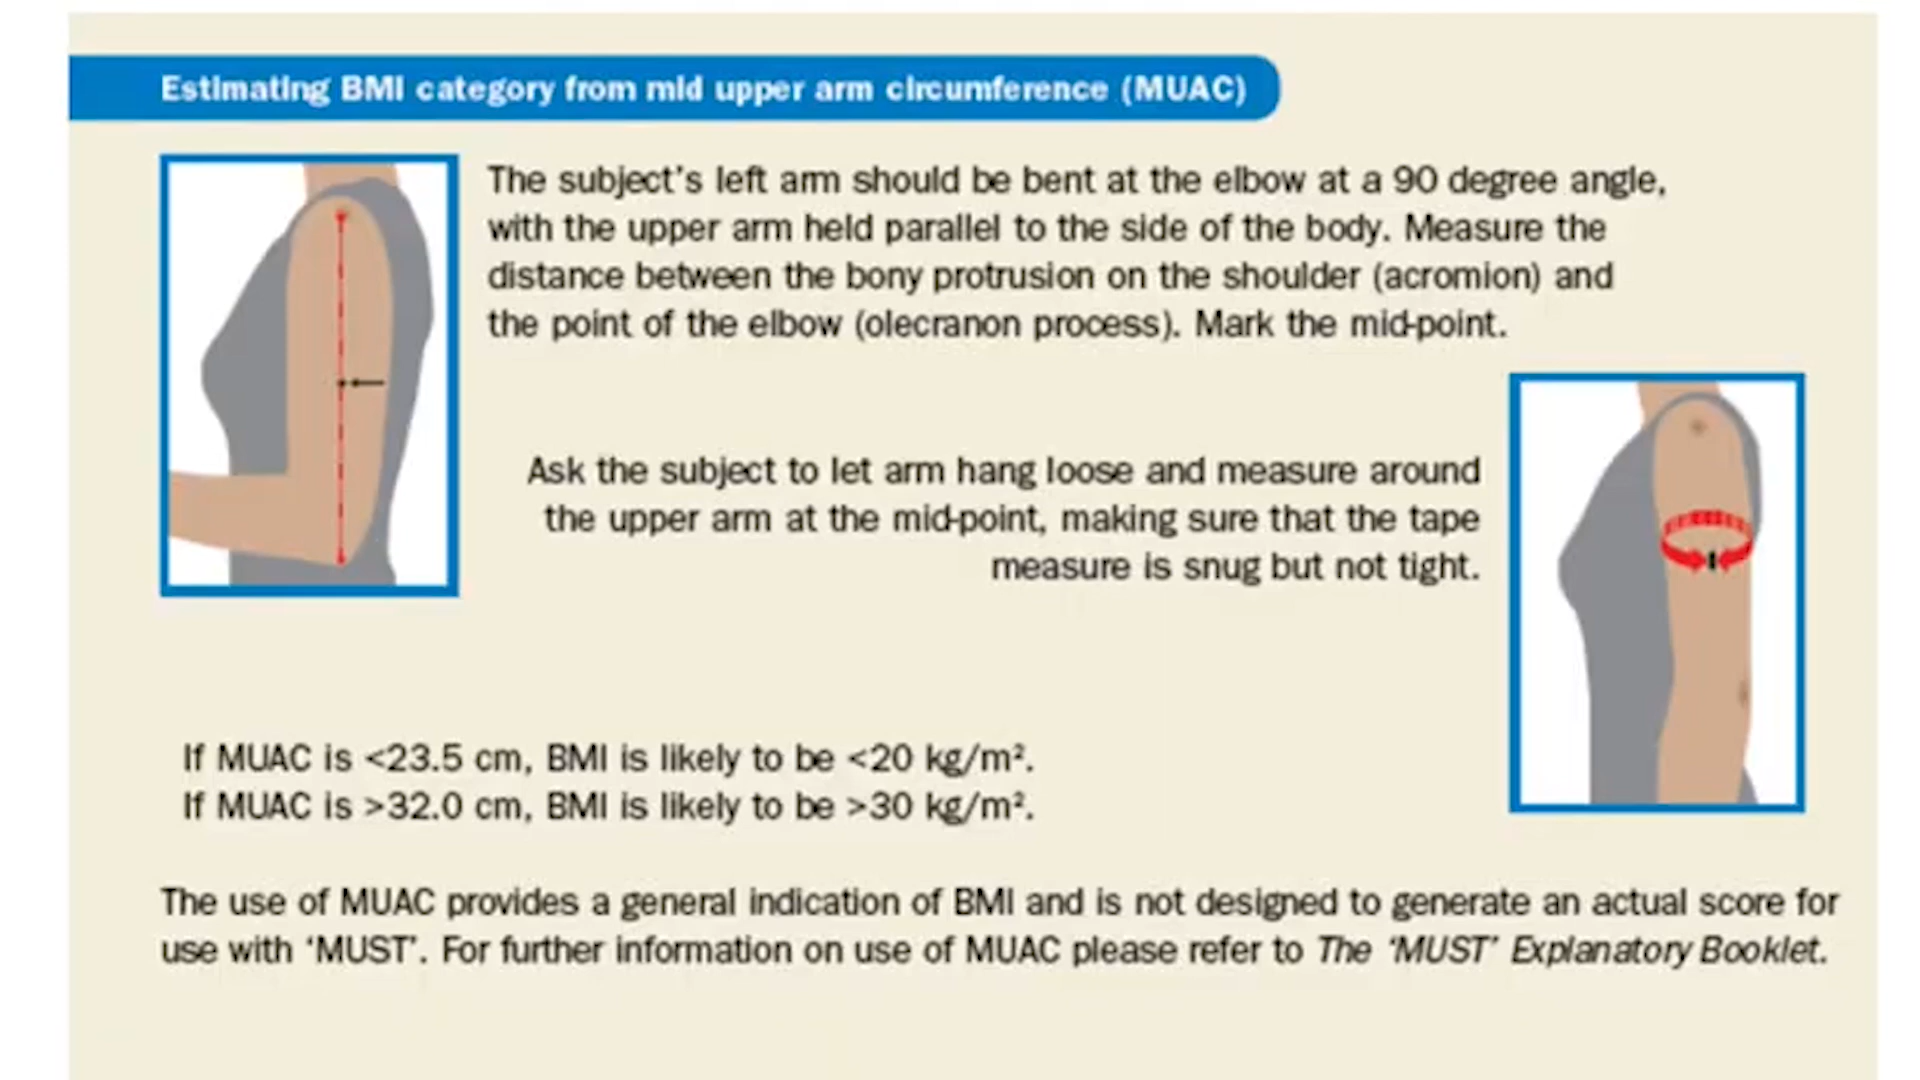 Estimating BMI category from mid upper arm circumference (MUAC)
The subject's left arm should be bent at the elbow at a 90 degree angle,
with the upper arm held parallel to the side of the body. Measure the
distance between the bony protrusion on the shoulder (acromion) and
the point of the elbow (olecranon process). Mark the mid-point.
Ask the subject to let arm hang loose and measure around
the upper arm at the mid-point, making sure that the tape
measure is snug but not tight.
If MUAC is <23.5 cm, BMI is likely to be <20 kg/m².
If MUAC is >32.0 cm, BMI is likely to be >30 kg/m².
The use of MUAC provides a general indication of BMI and is not designed to generate an actual score for
use with ‘MUST’. For further information on use of MUAC please refer to The ‘MUST’ Explanatory Booklet.